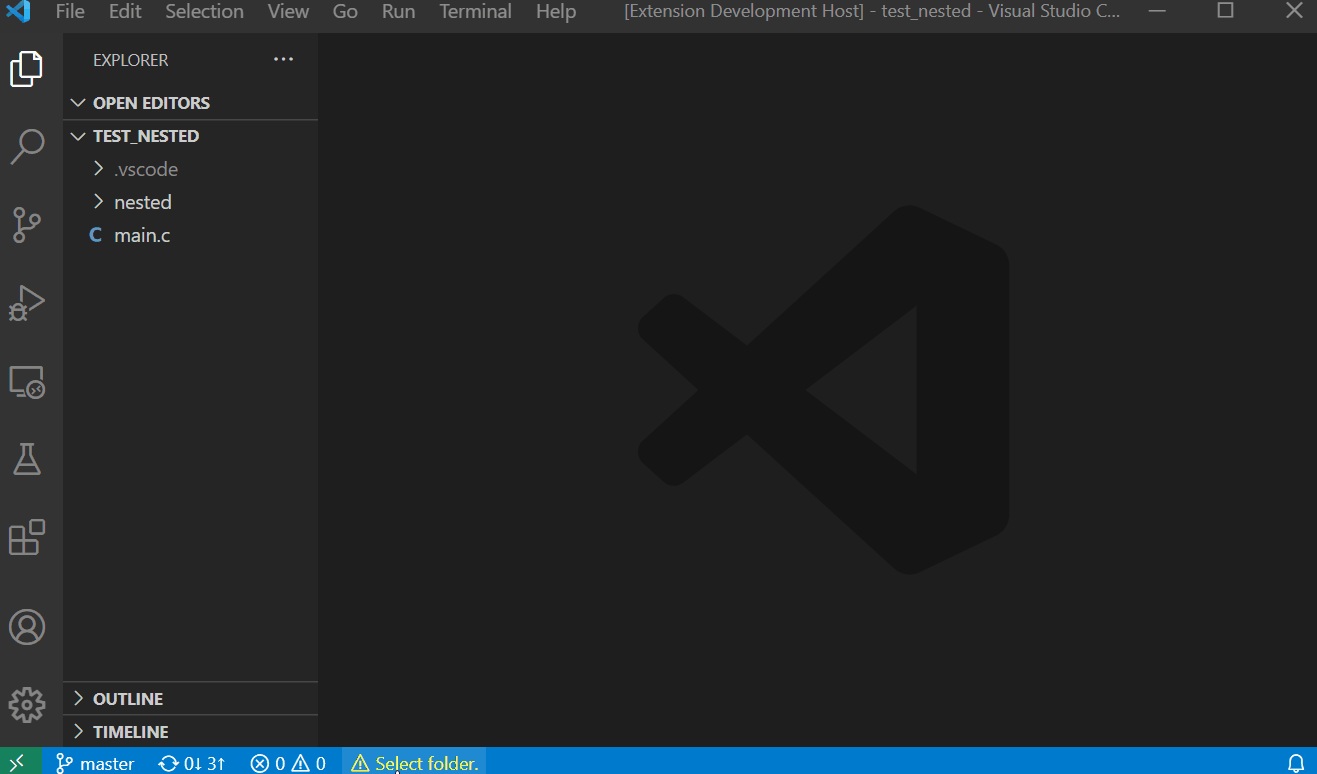 File Edit Selection View Go Run Terminal Help [Extension Development Host] - test_nested - Visual Studio C...
EXPLORER
OPEN EDITORS
TEST_NESTED
.vscode
nested
C main.c
OUTLINE
TIMELINE
master 0↓ 3↑ 0 0 Select folder.